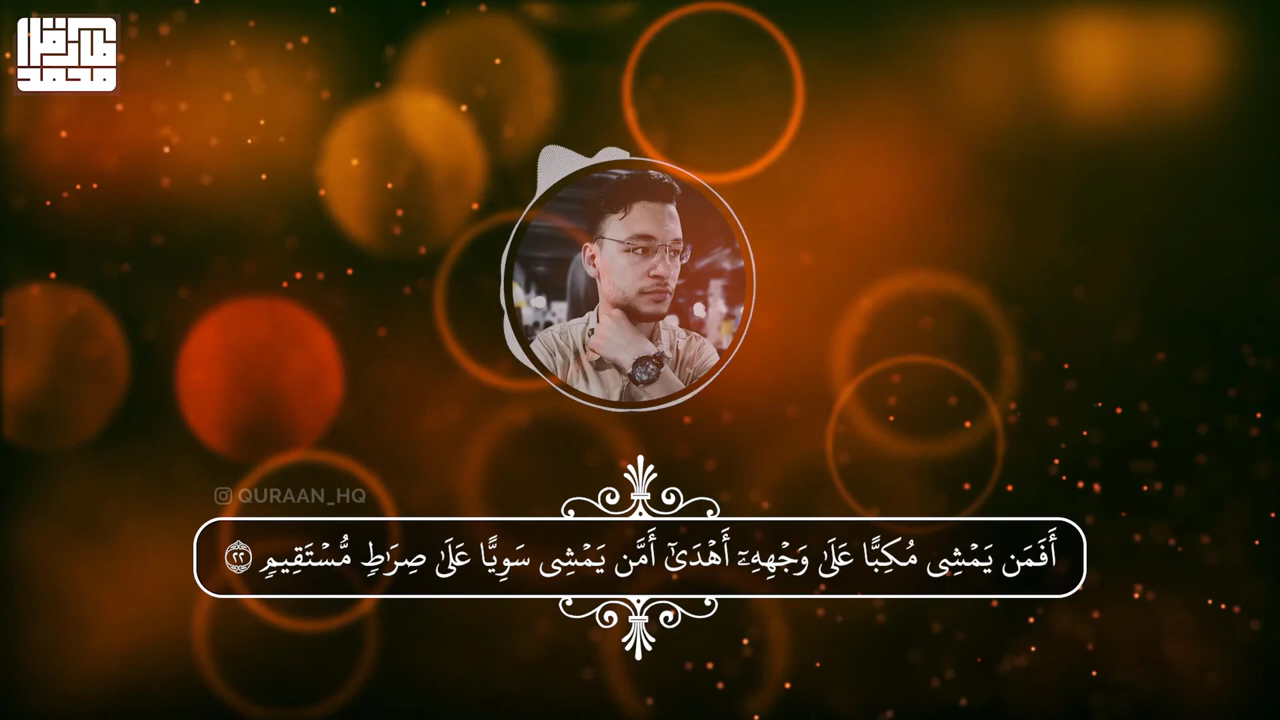 QURAAN_HQ
أَفَمَن يَمْشِى مُكِبًّا عَلَىٰ وَجْهِهِۦٓ أَهْدَىٰٓ أَمَّن يَمْشِى سَوِيًّا عَلَىٰ صِرَٰطٍ مُّسْتَقِيمٍ ٢٢